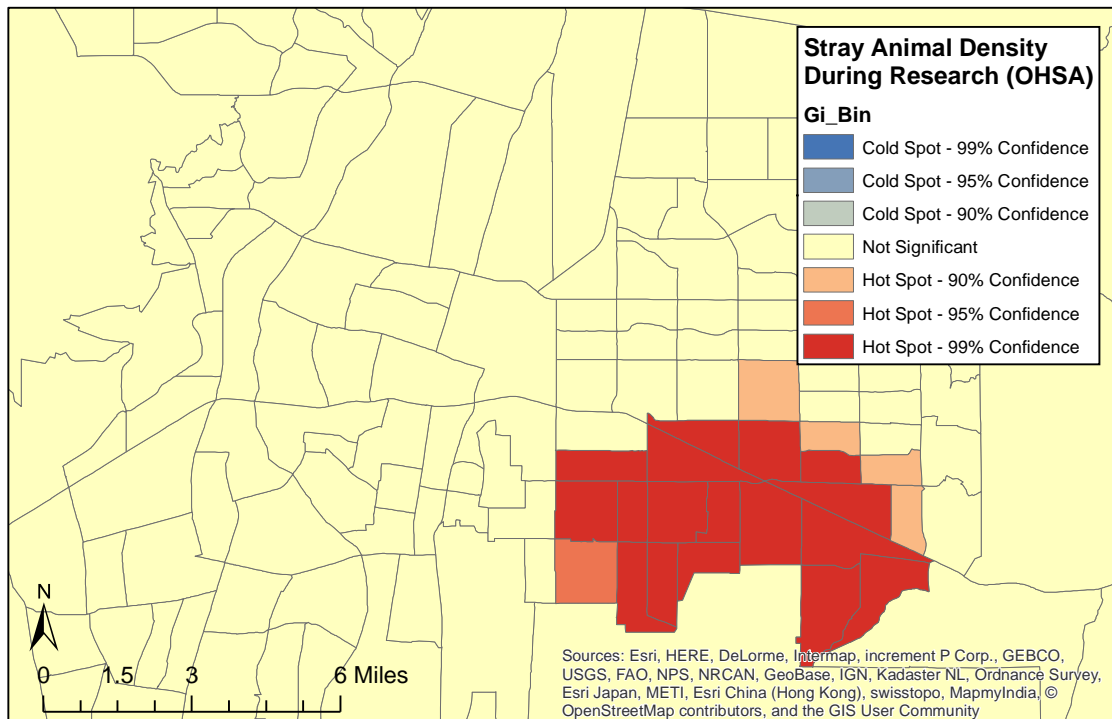 Stray Animal Density
During Research (OHSA)
Gi_Bin
Cold Spot - 99% Confidence
Cold Spot - 95% Confidence
Cold Spot - 90% Confidence
Not Significant
Hot Spot - 90% Confidence
Hot Spot - 95% Confidence
Hot Spot - 99% Confidence
N
0 1.5 3 6 Miles
Sources: Esri, HERE, DeLorme, Intermap, increment P Corp., GEBCO,
USGS, FAO, NPS, NRCAN, GeoBase, IGN, Kadaster NL, Ordnance Survey,
Esri Japan, METI, Esri China (Hong Kong), swisstopo, MapmyIndia, ©
OpenStreetMap contributors, and the GIS User Community